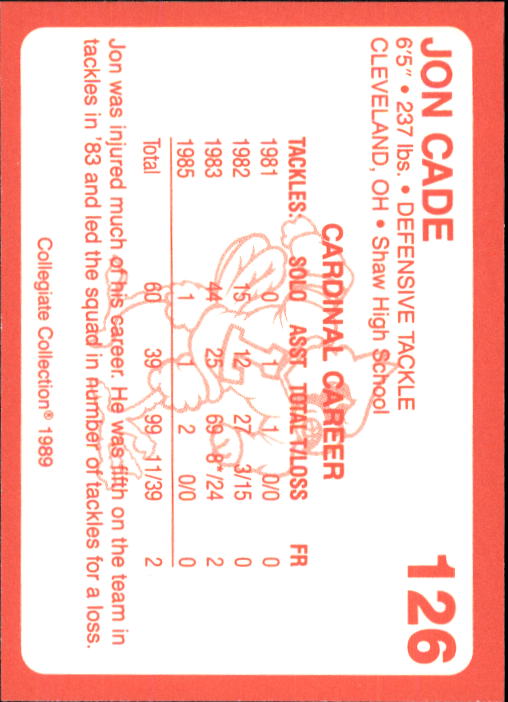 JON CADE 126
6'5" • 237 lbs. • DEFENSIVE TACKLE
CLEVELAND, OH • Shaw High School
CARDINAL CAREER
TACKLES: SOLO ASST TOTAL T/LOSS FR
1981 0 1 1 0/0 0
1982 15 12 27 3/15 0
1983 44 25 69 8*/24 2
1985 1 1 2 0/0 0
Total 60 39 99 11/39 2
Jon was injured much of his career. He was fifth on the team in
tackles in '83 and led the squad in number of tackles for a loss.
Collegiate Collection® 1989